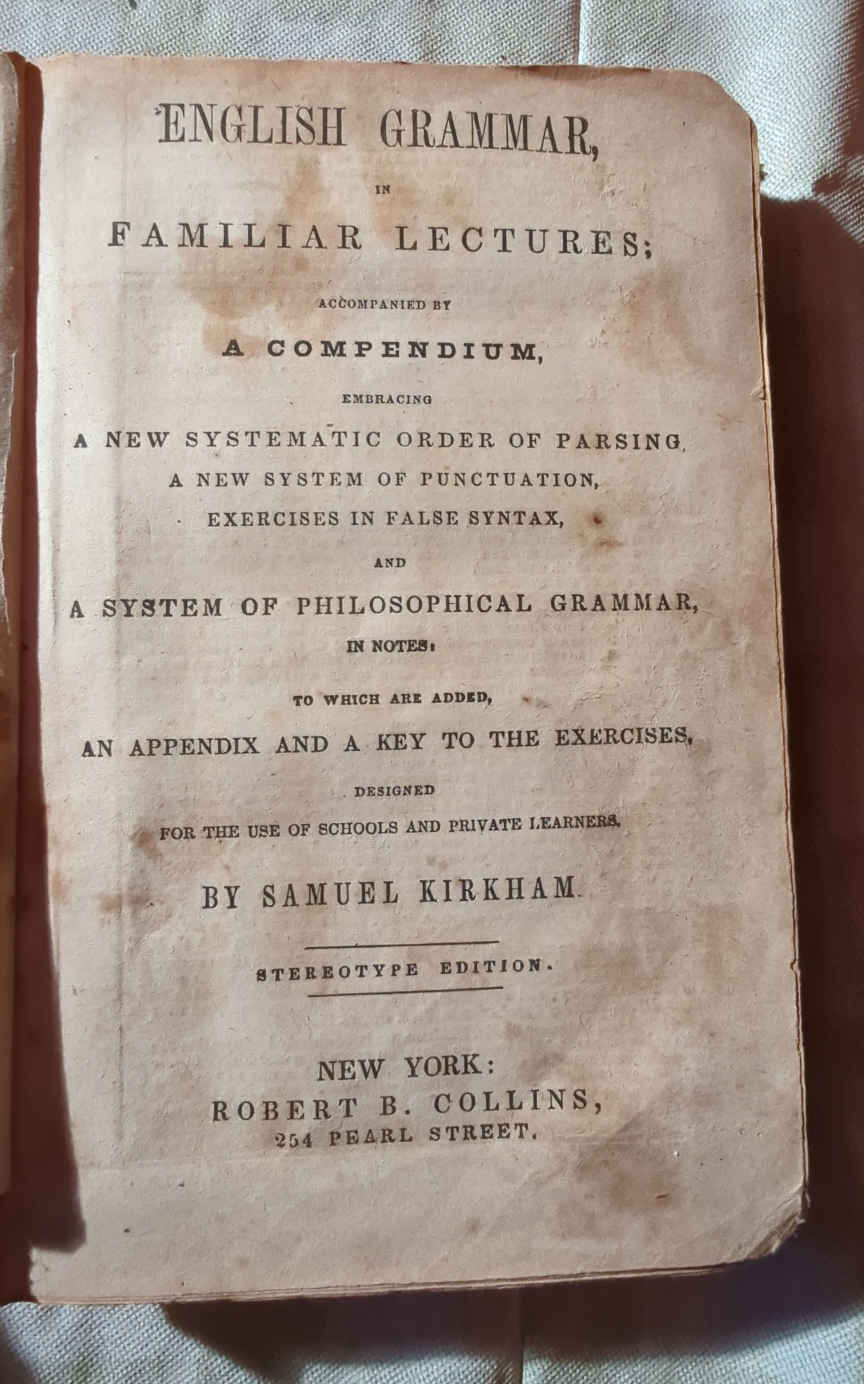 ENGLISH GRAMMAR,
IN
FAMILIAR LECTURES;
ACCOMPANIED BY
A COMPENDIUM,
EMBRACING
A NEW SYSTEMATIC ORDER OF PARSING,
A NEW SYSTEM OF PUNCTUATION,
EXERCISES IN FALSE SYNTAX,
AND
A SYSTEM OF PHILOSOPHICAL GRAMMAR,
IN NOTES:
TO WHICH ARE ADDED,
AN APPENDIX AND A KEY TO THE EXERCISES,
DESIGNED
FOR THE USE OF SCHOOLS AND PRIVATE LEARNERS.
BY SAMUEL KIRKHAM.
STEREOTYPE EDITION.
NEW YORK:
ROBERT B. COLLINS,
254 PEARL STREET.